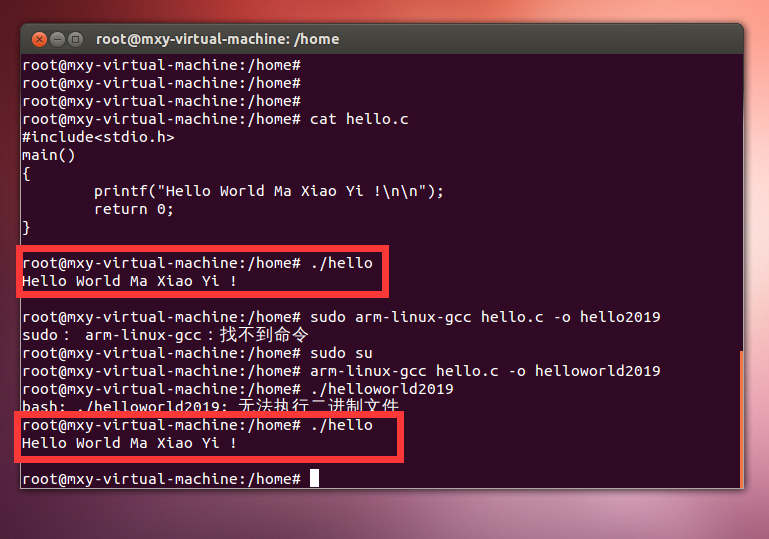 root@mxy-virtual-machine: /home
root@mxy-virtual-machine:/home#
root@mxy-virtual-machine:/home#
root@mxy-virtual-machine:/home#
root@mxy-virtual-machine:/home# cat hello.c
#include<stdio.h>
main()
{
        printf("Hello World Ma Xiao Yi !\n\n");
        return 0;
}
root@mxy-virtual-machine:/home# ./hello
Hello World Ma Xiao Yi !
root@mxy-virtual-machine:/home# sudo arm-linux-gcc hello.c -o hello2019
sudo： arm-linux-gcc：找不到命令
root@mxy-virtual-machine:/home# sudo su
root@mxy-virtual-machine:/home# arm-linux-gcc hello.c -o helloworld2019
root@mxy-virtual-machine:/home# ./helloworld2019
bash: ./helloworld2019: 无法执行二进制文件
root@mxy-virtual-machine:/home# ./hello
Hello World Ma Xiao Yi !
root@mxy-virtual-machine:/home#